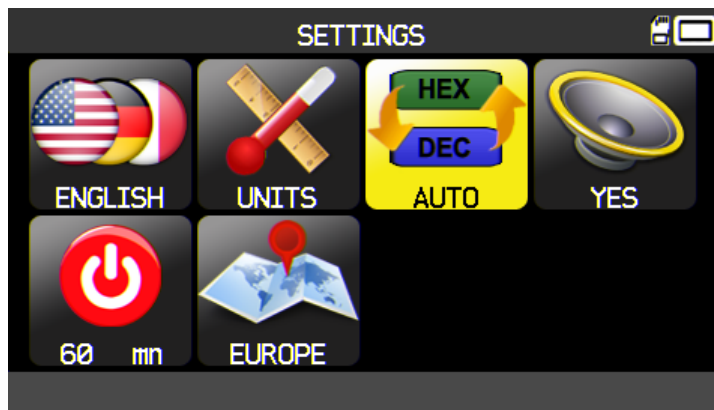 SETTINGS
HEX
DEC
ENGLISH
UNITS
AUTO
YES
60 mn
EUROPE